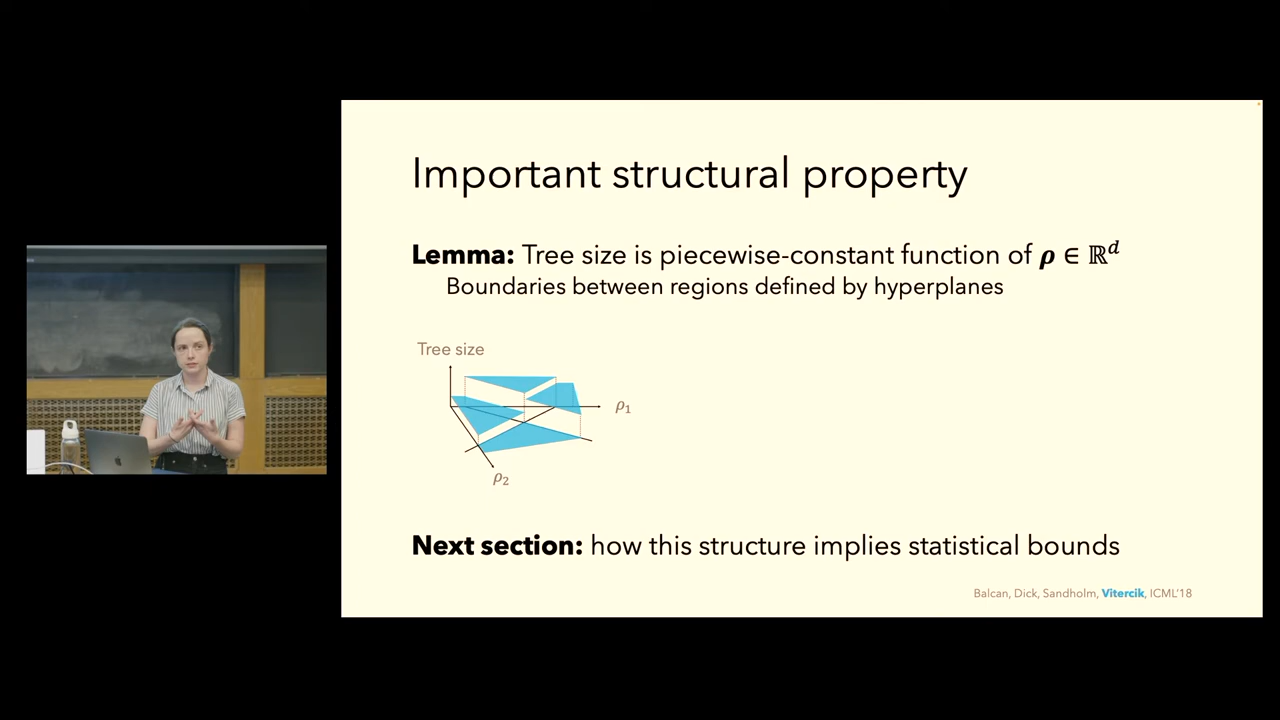 Important structural property
Lemma: Tree size is piecewise-constant function of 𝝆 ∈ ℝᵈ
Boundaries between regions defined by hyperplanes
Tree size
𝜌₁
𝜌₂
Next section: how this structure implies statistical bounds
Balcan, Dick, Sandholm, Vitercik, ICML'18